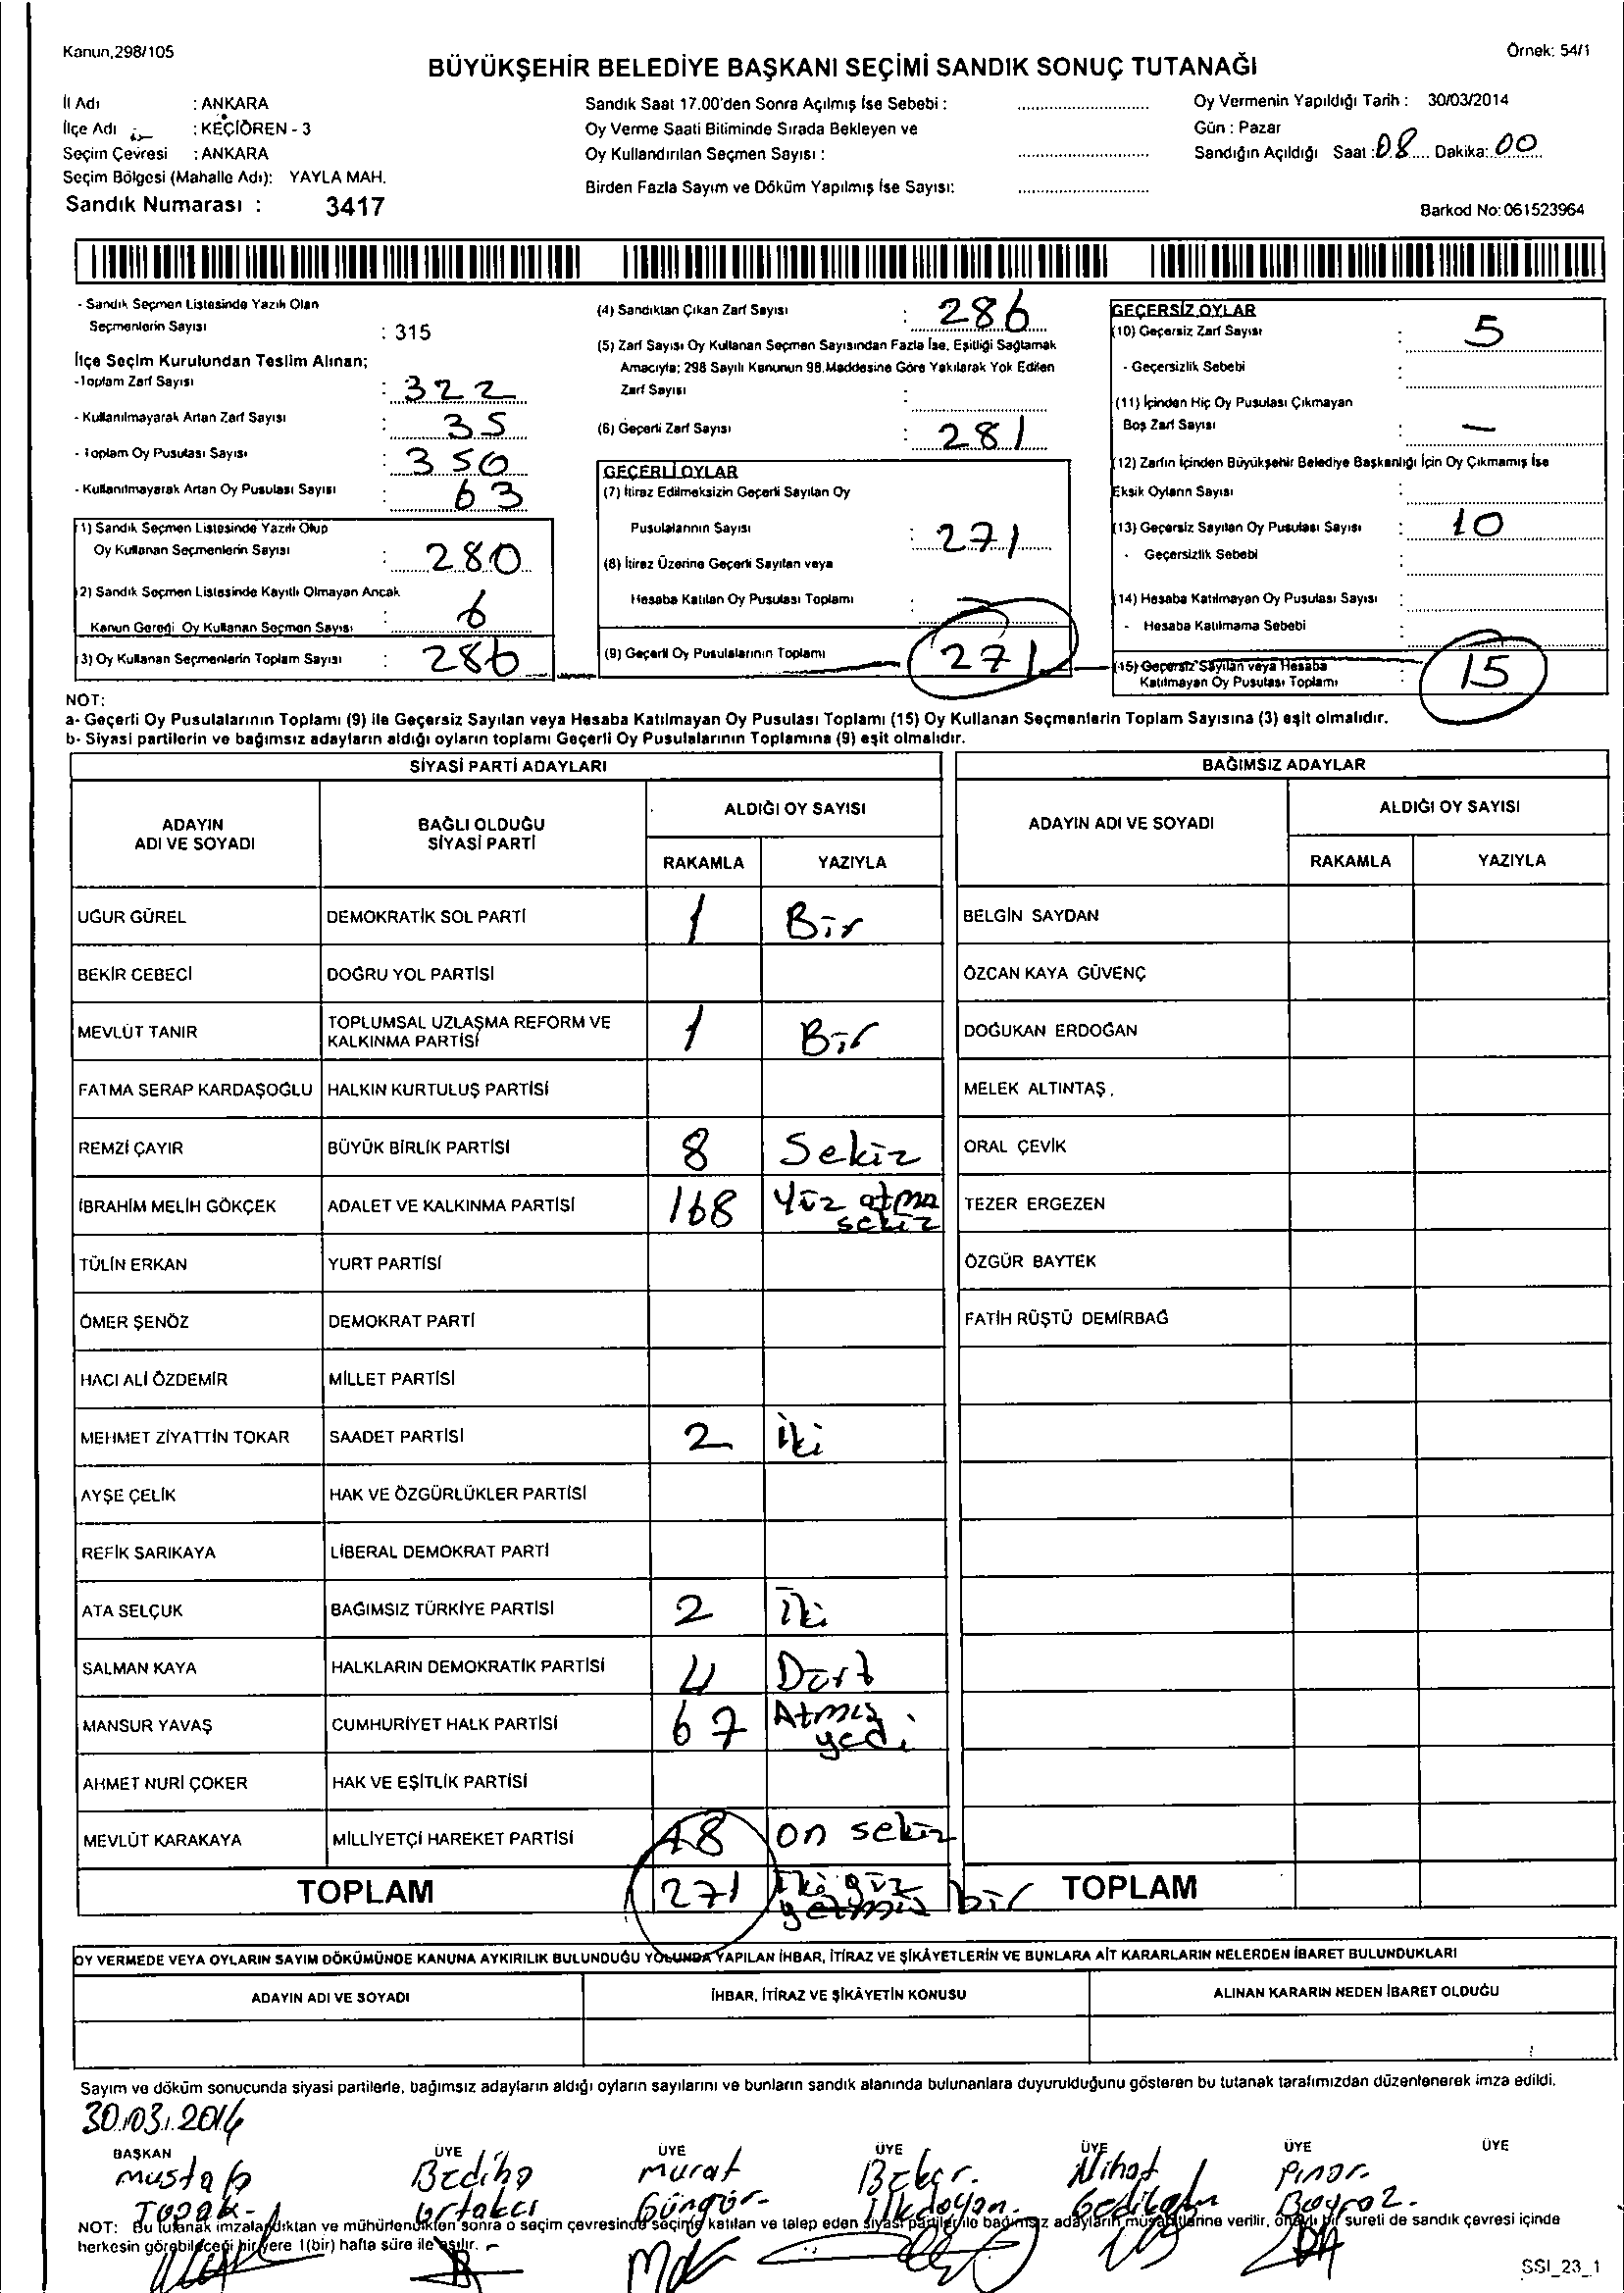 Kanun,298/105
Örnek: 54/1
BÜYÜKŞEHİR BELEDİYE BAŞKANI SEÇİMİ SANDIK SONUÇ TUTANAĞI
İl Adı : ANKARA
İlçe Adı : KEÇİÖREN - 3
Seçim Çevresi : ANKARA
Seçim Bölgesi (Mahalle Adı): YAYLA MAH.
Sandık Numarası : 3417
Sandık Saat 17.00'den Sonra Açılmış İse Sebebi :
Oy Verme Saati Bitiminde Sırada Bekleyen ve
Oy Kullandırılan Seçmen Sayısı :
Birden Fazla Sayım ve Döküm Yapılmış İse Sayısı:
Oy Vermenin Yapıldığı Tarih : 30/03/2014
Gün : Pazar
Sandığın Açıldığı Saat : 08 Dakika: 00
Barkod No: 061523964
- Sandık Seçmen Listesinde Yazılı Olan
Seçmenlerin Sayısı : 315
İlçe Seçim Kurulundan Teslim Alınan;
-Toplam Zarf Sayısı : 322
- Kullanılmayarak Artan Zarf Sayısı : 35
- Toplam Oy Pusulası Sayısı : 350
- Kullanılmayarak Artan Oy Pusulası Sayısı : 63
1) Sandık Seçmen Listesinde Yazılı Olup
Oy Kullanan Seçmenlerin Sayısı : 280
2) Sandık Seçmen Listesinde Kayıtlı Olmayan Ancak
Kanun Gereği Oy Kullanan Seçmen Sayısı : 6
3) Oy Kullanan Seçmenlerin Toplam Sayısı : 286
(4) Sandıktan Çıkan Zarf Sayısı : 286
(5) Zarf Sayısı Oy Kullanan Seçmen Sayısından Fazla İse, Eşitliği Sağlamak
Amacıyla; 298 Sayılı Kanunun 98.Maddesine Göre Yakılarak Yok Edilen
Zarf Sayısı :
(6) Geçerli Zarf Sayısı : 281
GEÇERLİ OYLAR
(7) İtiraz Edilmeksizin Geçerli Sayılan Oy
Pusulalarının Sayısı : 271
(8) İtiraz Üzerine Geçerli Sayılan veya
Hesaba Katılan Oy Pusulası Toplamı :
(9) Geçerli Oy Pusulalarının Toplamı 271
GEÇERSİZ OYLAR
(10) Geçersiz Zarf Sayısı : 5
- Geçersizlik Sebebi :
(11) İçinden Hiç Oy Pusulası Çıkmayan
Boş Zarf Sayısı : —
(12) Zarfın İçinden Büyükşehir Belediye Başkanlığı İçin Oy Çıkmamış İse
Eksik Oyların Sayısı :
(13) Geçersiz Sayılan Oy Pusulası Sayısı : 10
- Geçersizlik Sebebi :
(14) Hesaba Katılmayan Oy Pusulası Sayısı :
- Hesaba Katılmama Sebebi :
(15) Geçersiz Sayılan veya Hesaba
Katılmayan Oy Pusulası Toplamı : 15
NOT:
a- Geçerli Oy Pusulalarının Toplamı (9) ile Geçersiz Sayılan veya Hesaba Katılmayan Oy Pusulası Toplamı (15) Oy Kullanan Seçmenlerin Toplam Sayısına (3) eşit olmalıdır.
b- Siyasi partilerin ve bağımsız adayların aldığı oyların toplamı Geçerli Oy Pusulalarının Toplamına (9) eşit olmalıdır.
SİYASİ PARTİ ADAYLARI
ADAYIN ADI VE SOYADI
BAĞLI OLDUĞU SİYASİ PARTİ
ALDIĞI OY SAYISI
RAKAMLA YAZIYLA
UĞUR GÜREL DEMOKRATİK SOL PARTİ 1 Bir
BEKİR CEBECİ DOĞRU YOL PARTİSİ
MEVLÜT TANIR TOPLUMSAL UZLAŞMA REFORM VE KALKINMA PARTİSİ 1 Bir
FATMA SERAP KARDAŞOĞLU HALKIN KURTULUŞ PARTİSİ
REMZİ ÇAYIR BÜYÜK BİRLİK PARTİSİ 8 Sekiz
İBRAHİM MELİH GÖKÇEK ADALET VE KALKINMA PARTİSİ 168 Yüz atmış sekiz
TÜLİN ERKAN YURT PARTİSİ
ÖMER ŞENÖZ DEMOKRAT PARTİ
HACI ALİ ÖZDEMİR MİLLET PARTİSİ
MEHMET ZİYATTİN TOKAR SAADET PARTİSİ 2 İki
AYŞE ÇELİK HAK VE ÖZGÜRLÜKLER PARTİSİ
REFİK SARIKAYA LİBERAL DEMOKRAT PARTİ
ATA SELÇUK BAĞIMSIZ TÜRKİYE PARTİSİ 2 İki
SALMAN KAYA HALKLARIN DEMOKRATİK PARTİSİ 4 Dört
MANSUR YAVAŞ CUMHURİYET HALK PARTİSİ 67 Atmış yedi
AHMET NURİ ÇOKER HAK VE EŞİTLİK PARTİSİ
MEVLÜT KARAKAYA MİLLİYETÇİ HAREKET PARTİSİ 18 on sekiz
TOPLAM 271 İki yüz yetmiş bir
BAĞIMSIZ ADAYLAR
ADAYIN ADI VE SOYADI
ALDIĞI OY SAYISI
RAKAMLA YAZIYLA
BELGİN SAYDAN
ÖZCAN KAYA GÜVENÇ
DOĞUKAN ERDOĞAN
MELEK ALTINTAŞ
ORAL ÇEVİK
TEZER ERGEZEN
ÖZGÜR BAYTEK
FATİH RÜŞTÜ DEMİRBAĞ
TOPLAM
OY VERMEDE VEYA OYLARIN SAYIM DÖKÜMÜNDE KANUNA AYKIRILIK BULUNDUĞU YOLUNDA YAPILAN İHBAR, İTİRAZ VE ŞİKÂYETLERİN VE BUNLARA AİT KARARLARIN NELERDEN İBARET BULUNDUKLARI
ADAYIN ADI VE SOYADI
İHBAR, İTİRAZ VE ŞİKÂYETİN KONUSU
ALINAN KARARIN NEDEN İBARET OLDUĞU
Sayım ve döküm sonucunda siyasi partilerle, bağımsız adayların aldığı oyların sayılarını ve bunların sandık alanında bulunanlara duyurulduğunu gösteren bu tutanak tarafımızdan düzenlenerek imza edildi.
30.03.2014
BAŞKAN ÜYE ÜYE ÜYE ÜYE ÜYE ÜYE
Mustafa Bediha Murat Bekir Nihat Pınar
Topak Ortakcı Güngör İlkdoğan Gedikoğlu Boyraz
NOT: Bu tutanak imzalandıktan ve mühürlendikten sonra o seçim çevresinde seçime katılan ve talep eden siyasi partiler ile bağımsız adayların müşahitlerine verilir, onaylı bir sureti de sandık çevresi içinde
herkesin görebileceği bir yere 1(bir) hafta süre ile asılır.
SSI_23_1